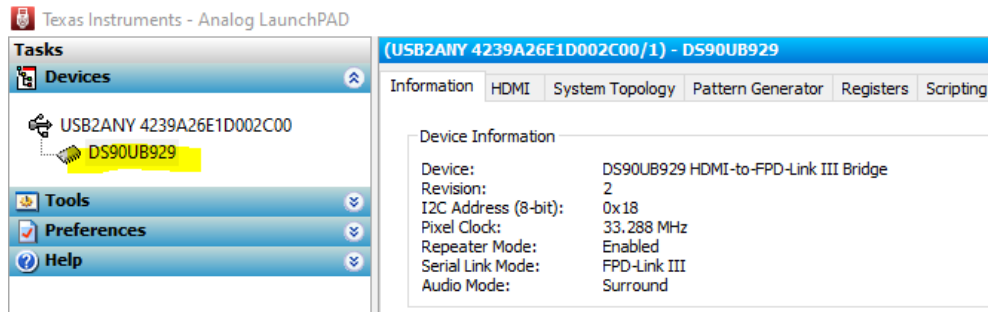 Texas Instruments - Analog LaunchPAD
Tasks
Devices
USB2ANY 4239A26E1D002C00
DS90UB929
Tools
Preferences
Help
(USB2ANY 4239A26E1D002C00/1) - DS90UB929
Information HDMI System Topology Pattern Generator Registers Scripting
Device Information
Device: DS90UB929 HDMI-to-FPD-Link III Bridge
Revision: 2
I2C Address (8-bit): 0x18
Pixel Clock: 33.288 MHz
Repeater Mode: Enabled
Serial Link Mode: FPD-Link III
Audio Mode: Surround